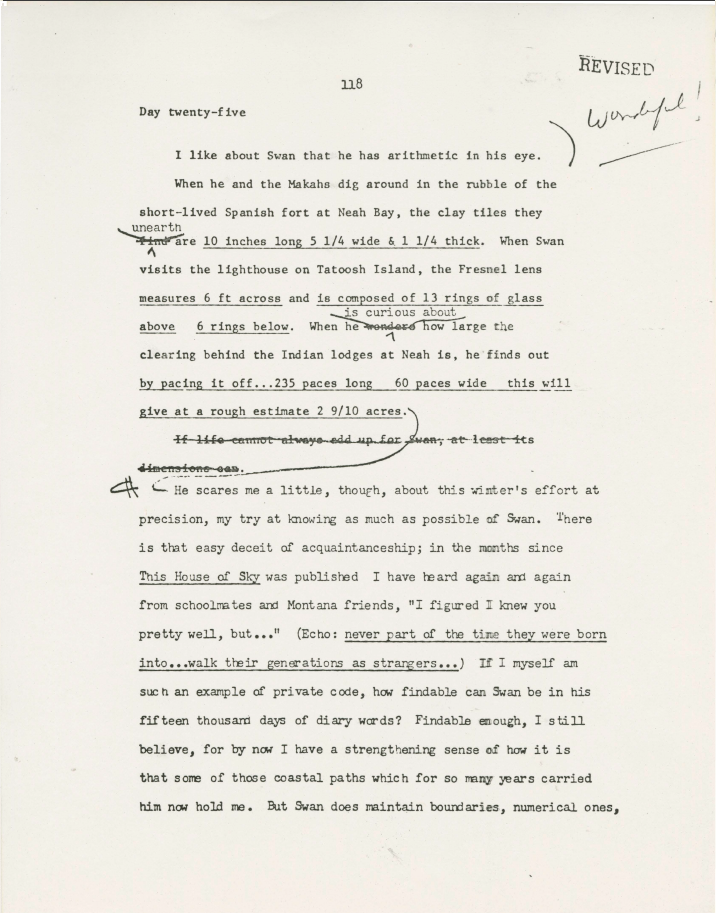 118
REVISED
Wonderful!
Day twenty-five
I like about Swan that he has arithmetic in his eye.
When he and the Makahs dig around in the rubble of the
short-lived Spanish fort at Neah Bay, the clay tiles they
unearth
find are 10 inches long 5 1/4 wide & 1 1/4 thick. When Swan
visits the lighthouse on Tatoosh Island, the Fresnel lens
measures 6 ft across and is composed of 13 rings of glass
is curious about
above 6 rings below. When he wonders how large the
clearing behind the Indian lodges at Neah is, he finds out
by pacing it off...235 paces long 60 paces wide this will
give at a rough estimate 2 9/10 acres.
If life cannot always add up for Swan, at least its
dimensions can.
He scares me a little, though, about this winter's effort at
precision, my try at knowing as much as possible of Swan. There
is that easy deceit of acquaintanceship; in the months since
This House of Sky was published I have heard again and again
from schoolmates and Montana friends, "I figured I knew you
pretty well, but..." (Echo: never part of the time they were born
into...walk their generations as strangers...) If I myself am
such an example of private code, how findable can Swan be in his
fifteen thousand days of diary words? Findable enough, I still
believe, for by now I have a strengthening sense of how it is
that some of those coastal paths which for so many years carried
him now hold me. But Swan does maintain boundaries, numerical ones,